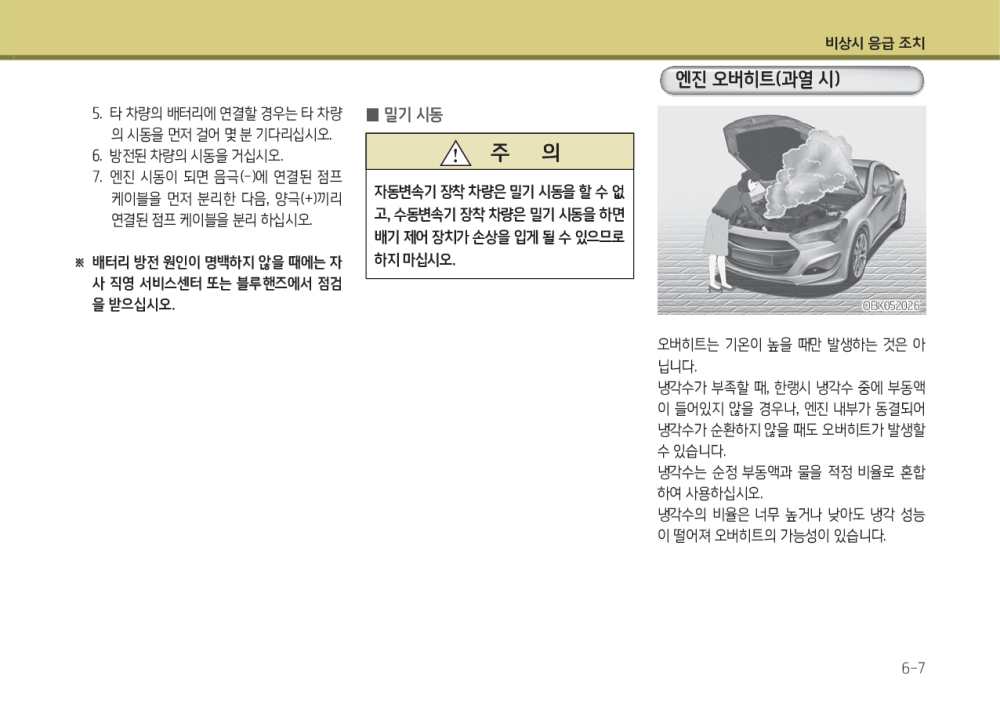 비상시 응급 조치
5. 타 차량의 배터리에 연결할 경우는 타 차량
의 시동을 먼저 걸어 몇 분 기다리십시오.
6. 방전된 차량의 시동을 거십시오.
7. 엔진 시동이 되면 음극(-)에 연결된 점프
케이블을 먼저 분리한 다음, 양극(+)끼리
연결된 점프 케이블을 분리 하십시오.
※ 배터리 방전 원인이 명백하지 않을 때에는 자
사 직영 서비스센터 또는 블루핸즈에서 점검
을 받으십시오.
■ 밀기 시동
주 의
자동변속기 장착 차량은 밀기 시동을 할 수 없
고, 수동변속기 장착 차량은 밀기 시동을 하면
배기 제어 장치가 손상을 입게 될 수 있으므로
하지 마십시오.
엔진 오버히트(과열 시)
OBK052026
오버히트는 기온이 높을 때만 발생하는 것은 아
닙니다.
냉각수가 부족할 때, 한랭시 냉각수 중에 부동액
이 들어있지 않을 경우나, 엔진 내부가 동결되어
냉각수가 순환하지 않을 때도 오버히트가 발생할
수 있습니다.
냉각수는 순정 부동액과 물을 적정 비율로 혼합
하여 사용하십시오.
냉각수의 비율은 너무 높거나 낮아도 냉각 성능
이 떨어져 오버히트의 가능성이 있습니다.
6-7